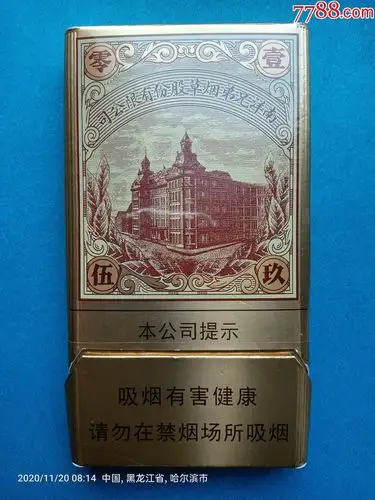 7788.com
零 壹
司公限有份股草烟弟兄洋南
伍 玖
本公司提示
吸烟有害健康
请勿在禁烟场所吸烟
2020/11/20 08:14 中国, 黑龙江省, 哈尔滨市